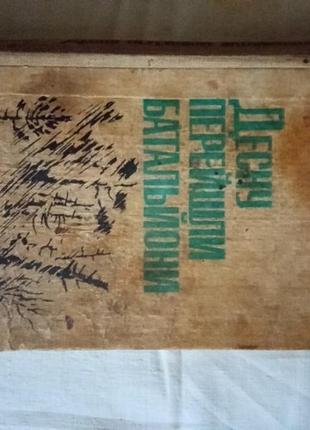 Десну
перейшли
батальйони